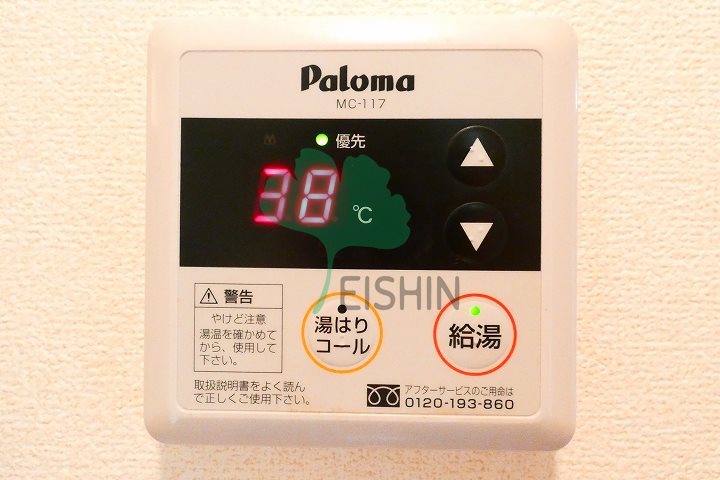 Paloma
MC-117
優先
38 ℃
EISHIN
警告
やけど注意
湯温を確かめて
から、使用して
下さい。
湯はり
コール
給湯
取扱説明書をよく読ん
で正しくご使用下さい。
アフターサービスのご用命は
0120-193-860